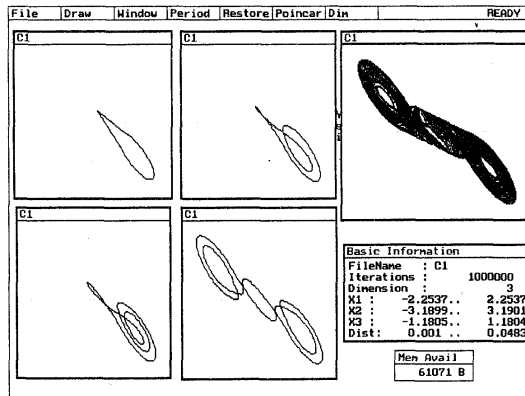 File Draw Window Period Restore Poincar Dim READY
C1
C1
C1
C1
C1
Basic Information
FileName : C1
Iterations : 1000000
Dimension : 3
X1 : -2.2537.. 2.2537
X2 : -3.1899.. 3.1901
X3 : -1.1805.. 1.1804
Dist: 0.001 .. 0.0483
Mem Avail
61071 B